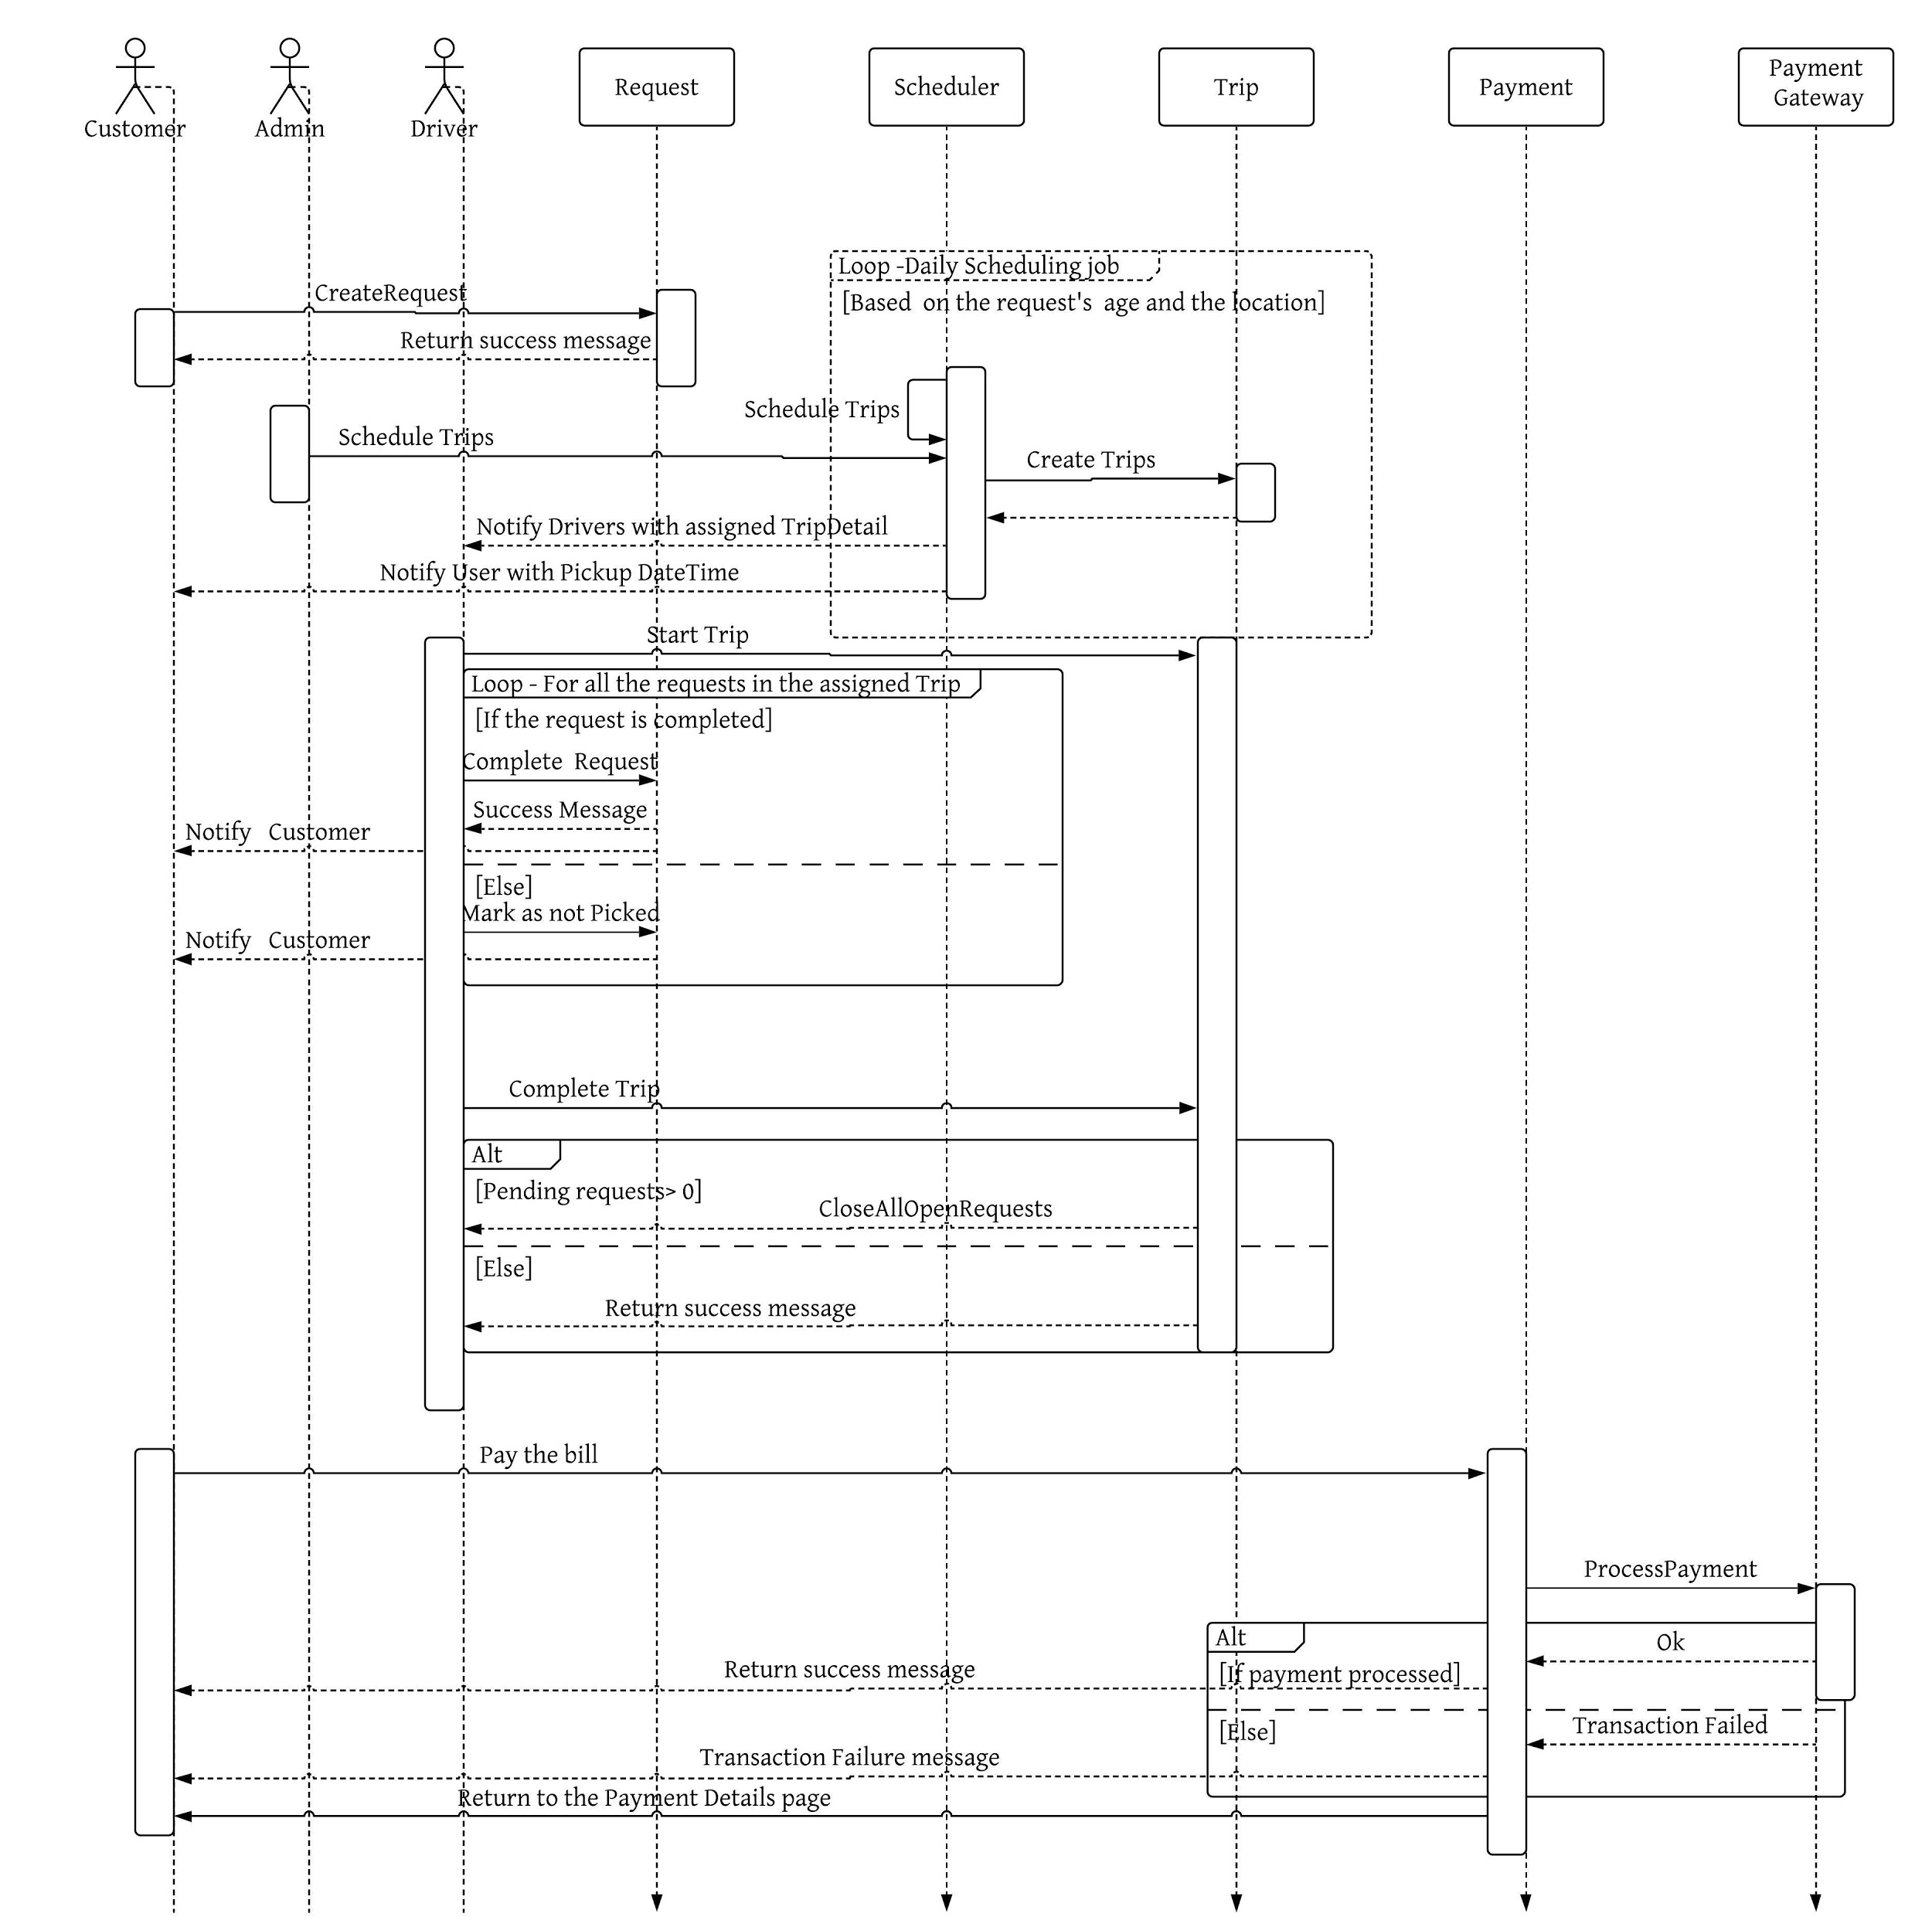 Customer
Admin
Driver
Request
Scheduler
Trip
Payment
Payment
Gateway
Loop -Daily Scheduling job
[Based on the request's age and the location]
CreateRequest
Return success message
Schedule Trips
Schedule Trips
Create Trips
Notify Drivers with assigned TripDetail
Notify User with Pickup DateTime
Start Trip
Loop - For all the requests in the assigned Trip
[If the request is completed]
Complete Request
Success Message
Notify Customer
[Else]
Mark as not Picked
Notify Customer
Complete Trip
Alt
[Pending requests> 0]
CloseAllOpenRequests
[Else]
Return success message
Pay the bill
ProcessPayment
Alt
Ok
Return success message
[If payment processed]
[Else]
Transaction Failed
Transaction Failure message
Return to the Payment Details page